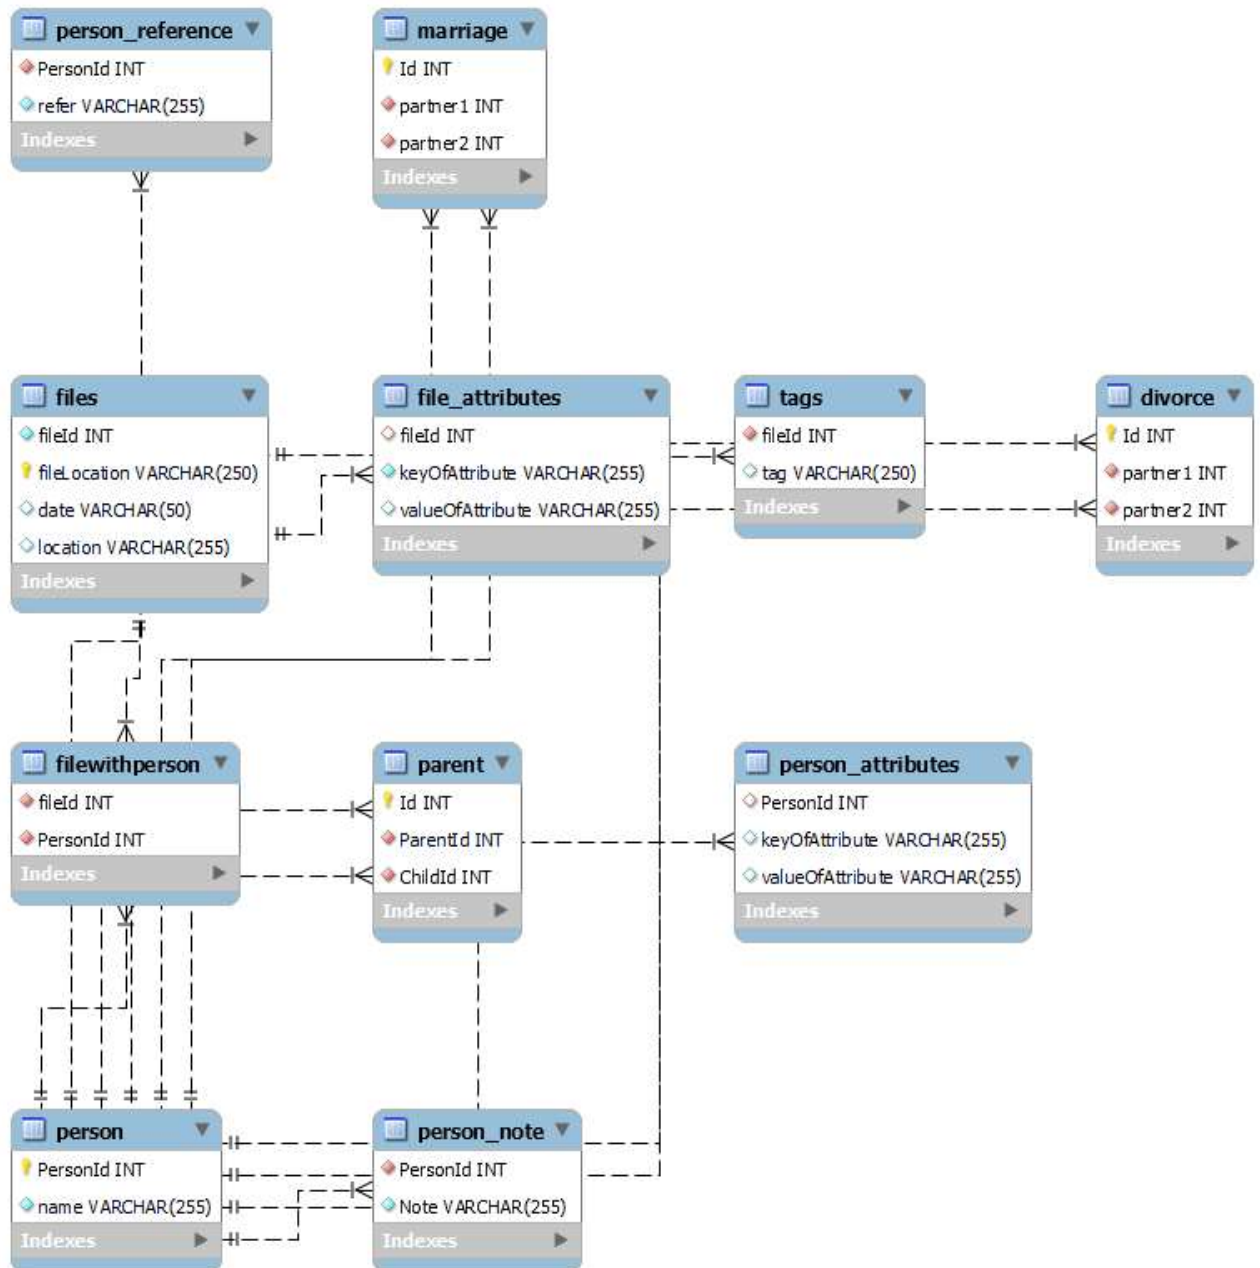 person_reference
PersonId INT
refer VARCHAR(255)
Indexes
marriage
Id INT
partner1 INT
partner2 INT
Indexes
files
fileId INT
fileLocation VARCHAR(250)
date VARCHAR(50)
location VARCHAR(255)
Indexes
file_attributes
fileId INT
keyOfAttribute VARCHAR(255)
valueOfAttribute VARCHAR(255)
Indexes
tags
fileId INT
tag VARCHAR(250)
Indexes
divorce
Id INT
partner1 INT
partner2 INT
Indexes
filewithperson
fileId INT
PersonId INT
Indexes
parent
Id INT
ParentId INT
ChildId INT
Indexes
person_attributes
PersonId INT
keyOfAttribute VARCHAR(255)
valueOfAttribute VARCHAR(255)
Indexes
person
PersonId INT
name VARCHAR(255)
Indexes
person_note
PersonId INT
Note VARCHAR(255)
Indexes